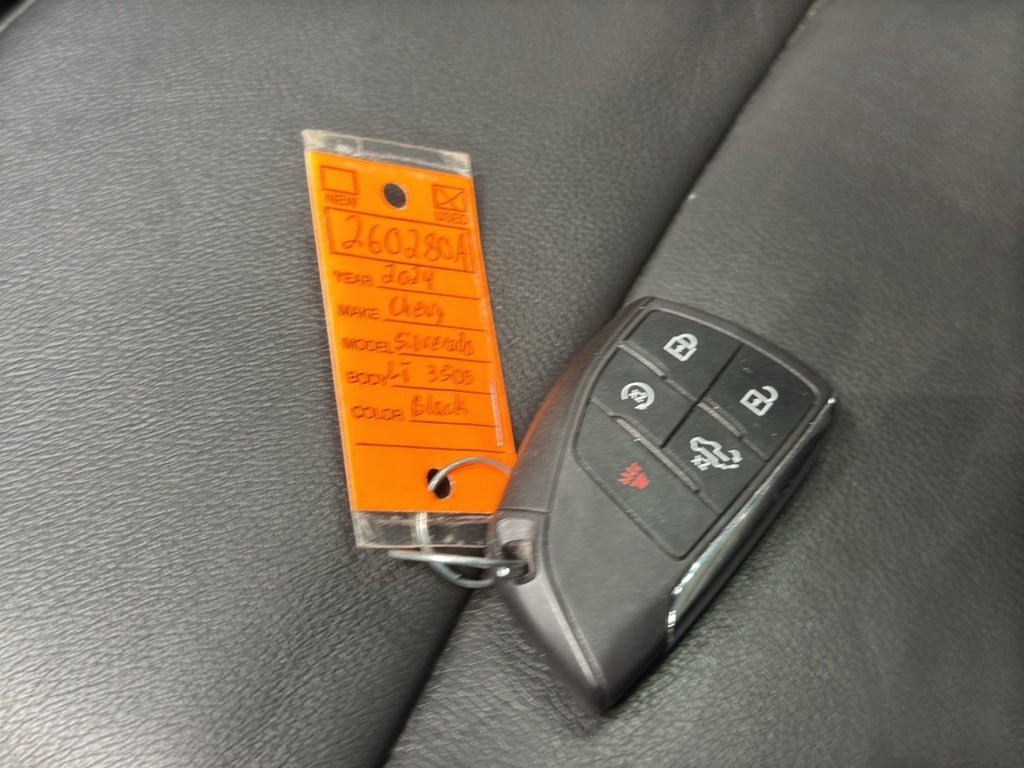 NEW USED
260280A
YEAR 2024
MAKE Chevy
MODEL Silverado
BODY LT 3500
COLOR Black